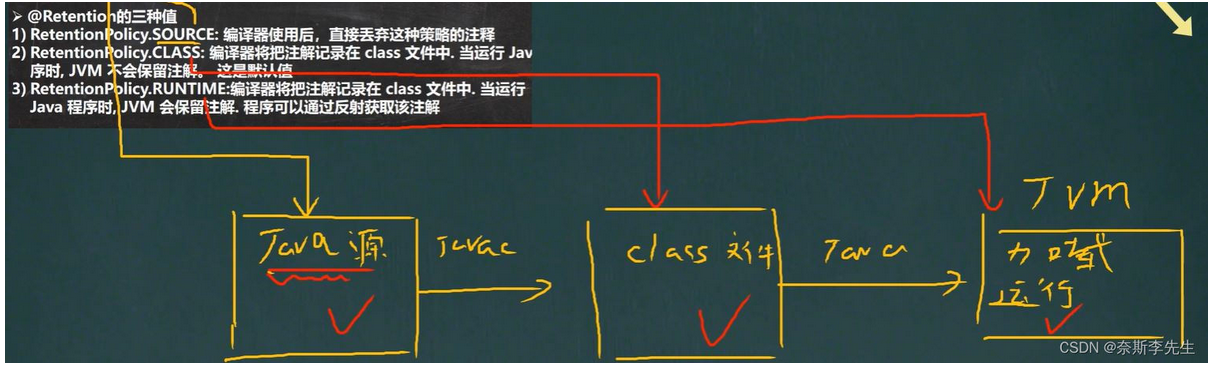 ➢ @Retention的三种值
1) RetentionPolicy.SOURCE: 编译器使用后，直接丢弃这种策略的注释
2) RetentionPolicy.CLASS: 编译器将把注解记录在 class 文件中. 当运行 Jav
序时, JVM 不会保留注解。 这是默认值
3) RetentionPolicy.RUNTIME:编译器将把注解记录在 class 文件中. 当运行
Java 程序时, JVM 会保留注解. 程序可以通过反射获取该注解
JVM
Java源
Javac
class 文件
Java
加载
运行
CSDN @奈斯李先生